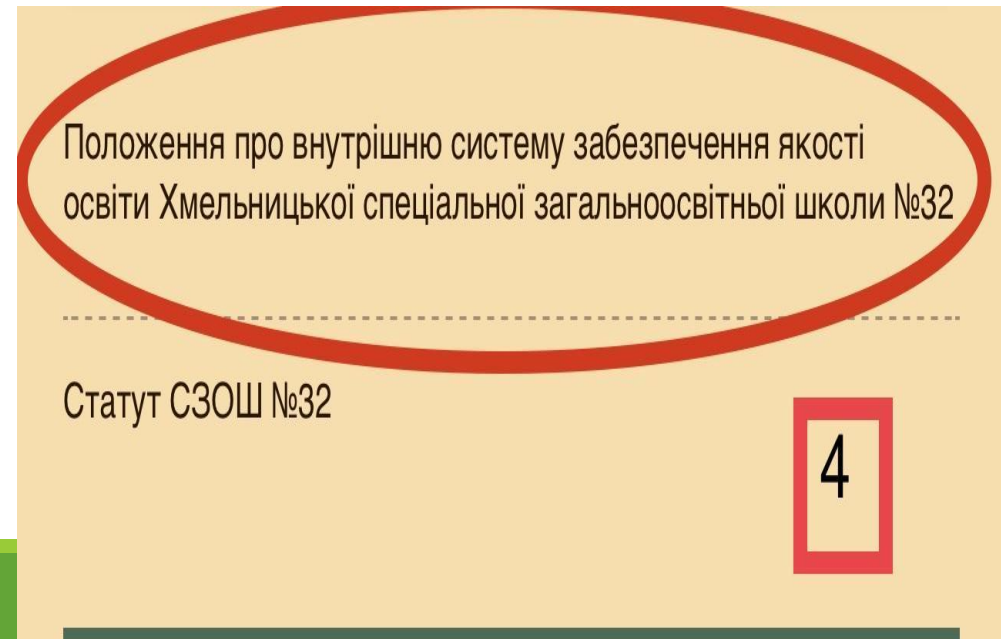 Положення про внутрішню систему забезпечення якості
освіти Хмельницької спеціальної загальноосвітньої школи №32
Статут СЗОШ №32
4